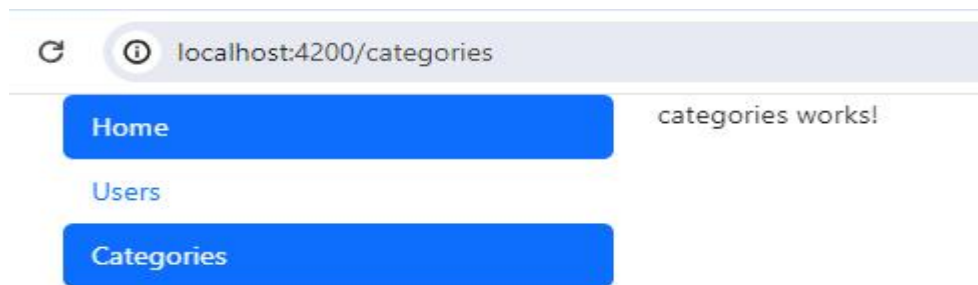 localhost:4200/categories
Home
categories works!
Users
Categories